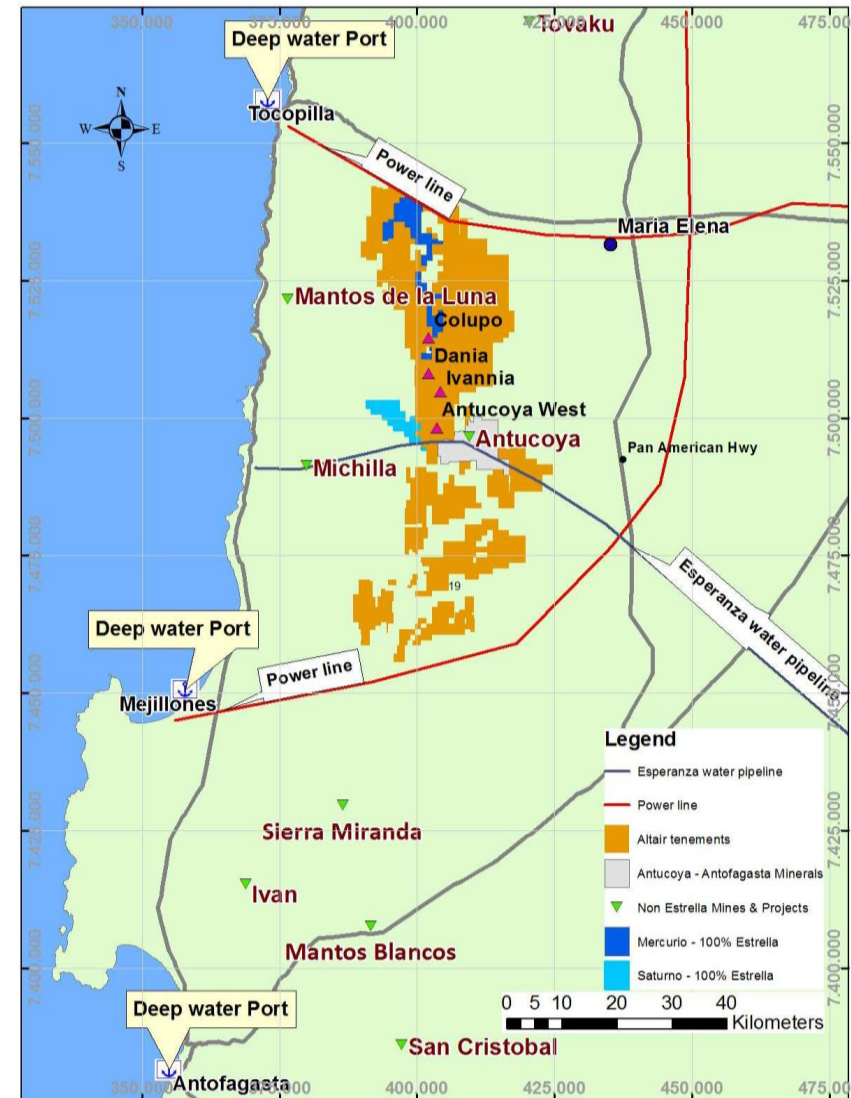 350.000
375.000
400.000
425.000
450.000
475.00
Tovaku
Deep water Port
N
W
E
S
Tocopilla
7.550.000
7.550.000
Power line
Maria Elena
7.525.000
7.525.000
Mantos de la Luna
Colupo
Dania
Ivannia
Antucoya West
7.500.000
7.500.000
Antucoya
Pan American Hwy
Michilla
7.475.000
7.475.000
Esperanza water pipeline
19
Deep water Port
Power line
Mejillones
7.450.000
7.450.000
Legend
Esperanza water pipeline
Power line
Altair tenements
Antucoya - Antofagasta Minerals
Non Estrella Mines & Projects
Mercurio - 100% Estrella
Saturno - 100% Estrella
0 5 10 20 30 40
Kilometers
7.425.000
7.425.000
Sierra Miranda
Ivan
Mantos Blancos
7.400.000
7.400.000
Deep water Port
San Cristobal
Antofagasta
350.000
375.000
400.000
425.000
450.000
475.00